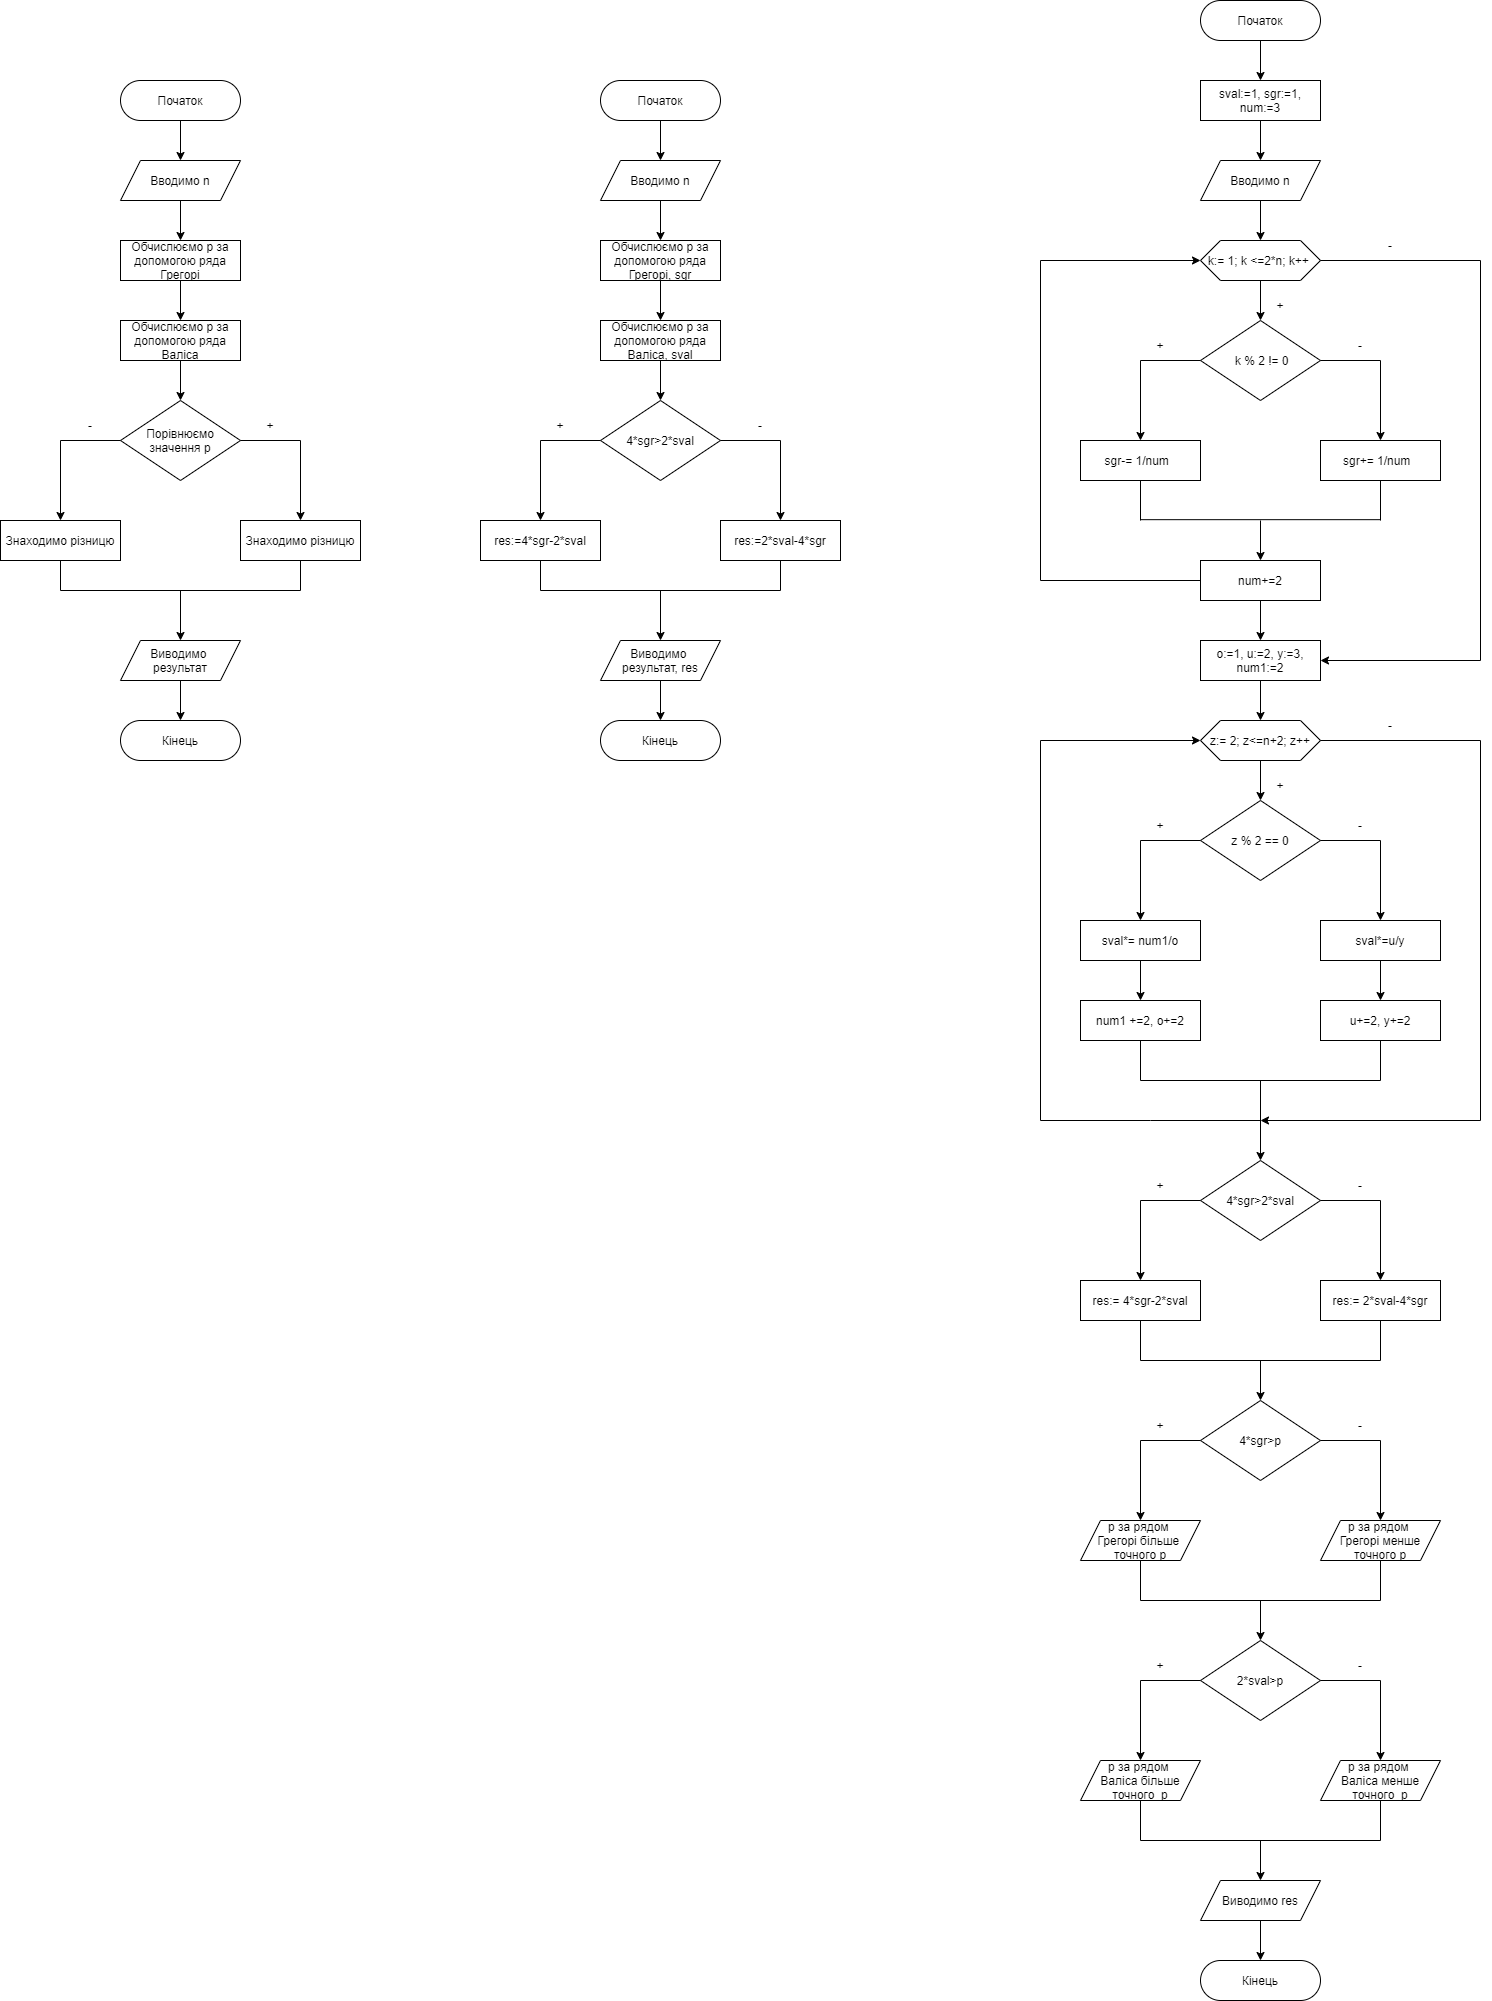 Початок
Вводимо n
Обчислюємо p за
допомогою ряда
Грегорі
Обчислюємо p за
допомогою ряда
Валіса
Порівнюємо
значення p
-
+
Знаходимо різницю
Знаходимо різницю
Виводимо
результат
Кінець
Початок
Вводимо n
Обчислюємо p за
допомогою ряда
Грегорі, sgr
Обчислюємо p за
допомогою ряда
Валіса, sval
4*sgr>2*sval
+
-
res:=4*sgr-2*sval
res:=2*sval-4*sgr
Виводимо
результат, res
Кінець
Початок
sval:=1, sgr:=1,
num:=3
Вводимо n
k:= 1; k <=2*n; k++
-
+
k % 2 != 0
+
-
sgr-= 1/num
sgr+= 1/num
num+=2
o:=1, u:=2, y:=3,
num1:=2
z:= 2; z<=n+2; z++
-
+
z % 2 == 0
+
-
sval*= num1/o
sval*=u/y
num1 +=2, o+=2
u+=2, y+=2
4*sgr>2*sval
+
-
res:= 4*sgr-2*sval
res:= 2*sval-4*sgr
4*sgr>p
+
-
p за рядом
Грегорі більше
точного p
p за рядом
Грегорі менше
точного p
2*sval>p
+
-
p за рядом
Валіса більше
точного p
p за рядом
Валіса менше
точного p
Виводимо res
Кінець